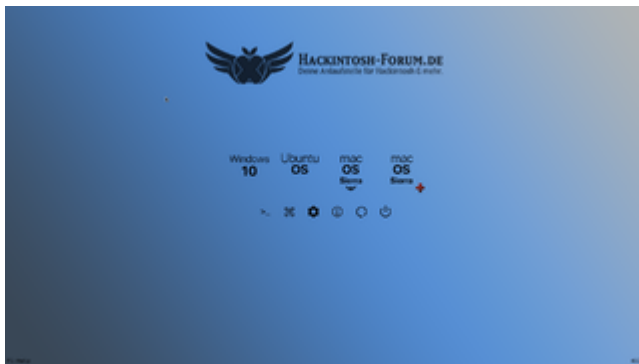 HACKINTOSH-FORUM.DE
Deine Anlaufstelle für Hackintosh & mehr.
Windows
10
Ubuntu
OS
mac
OS
Sierra
mac
OS
Sierra